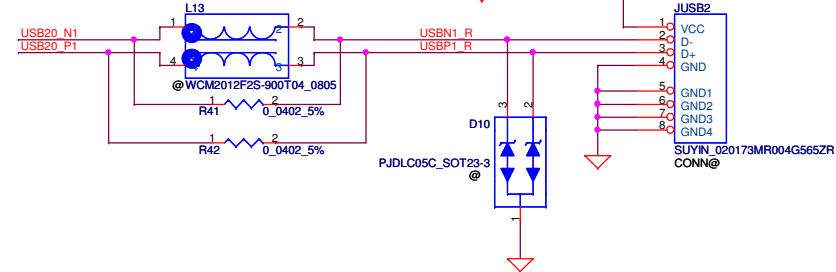 L13
JUSB2
1
2
USB20_N1
USB20_P1
2
3
4
3
USBN1_R
USBP1_R
1
2
3
4
5
6
7
8
VCC
D-
D+
GND
GND1
GND2
GND3
GND4
@ WCM2012F2S-900T04_0805
1
2
R41
0_0402_5%
1
2
R42
0_0402_5%
3
2
D10
PJDLC05C_SOT23-3
@
1
SUYIN_020173MR004G565ZR
CONN@